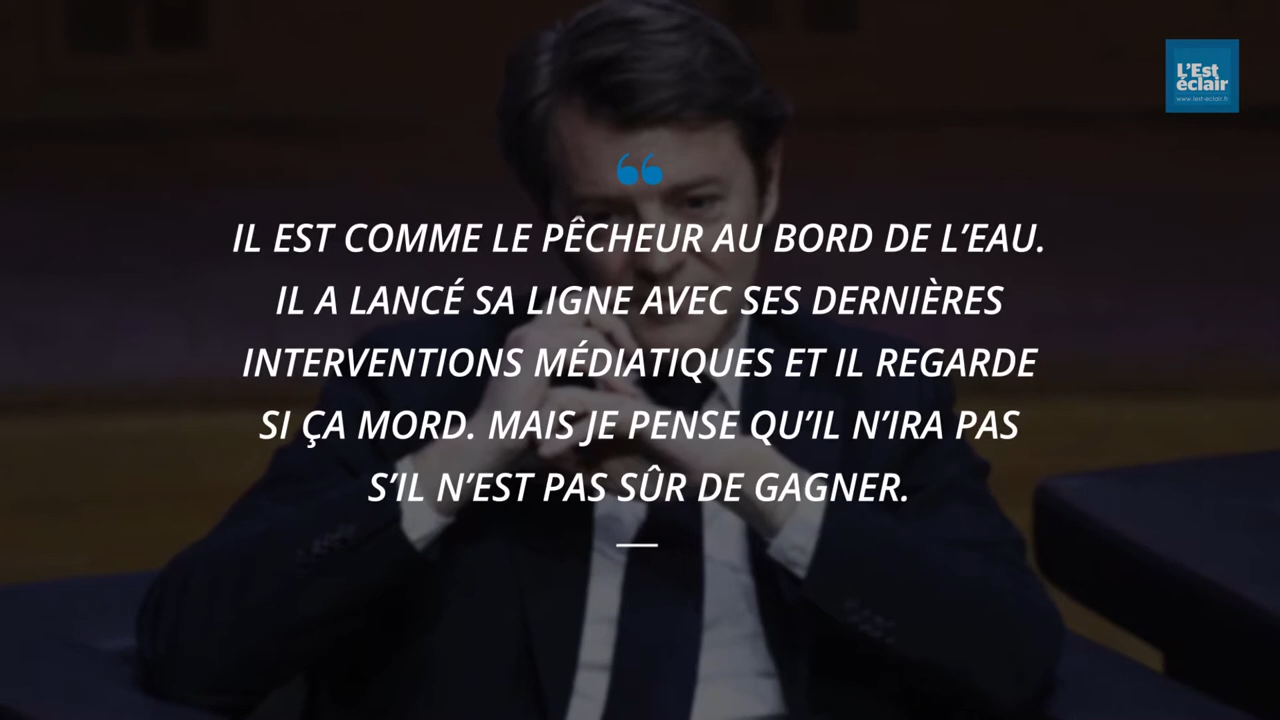 L'Est
éclair
www.lest-eclair.fr
“
IL EST COMME LE PÊCHEUR AU BORD DE L’EAU.
IL A LANCÉ SA LIGNE AVEC SES DERNIÈRES
INTERVENTIONS MÉDIATIQUES ET IL REGARDE
SI ÇA MORD. MAIS JE PENSE QU’IL N’IRA PAS
S’IL N’EST PAS SÛR DE GAGNER.